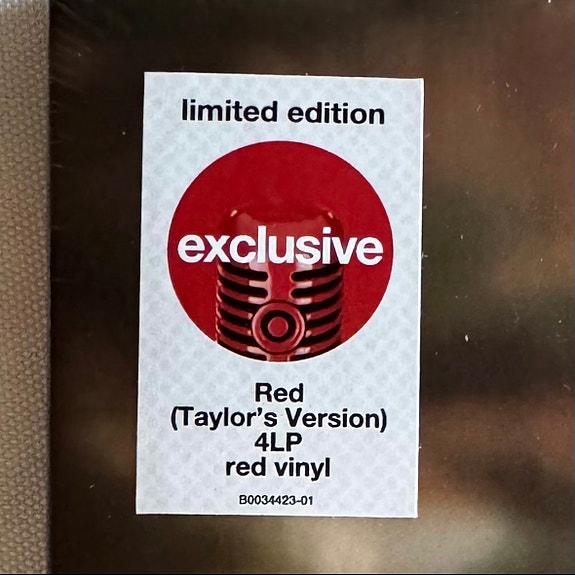 limited edition
exclusive
Red
(Taylor's Version)
4LP
red vinyl
B0034423-01